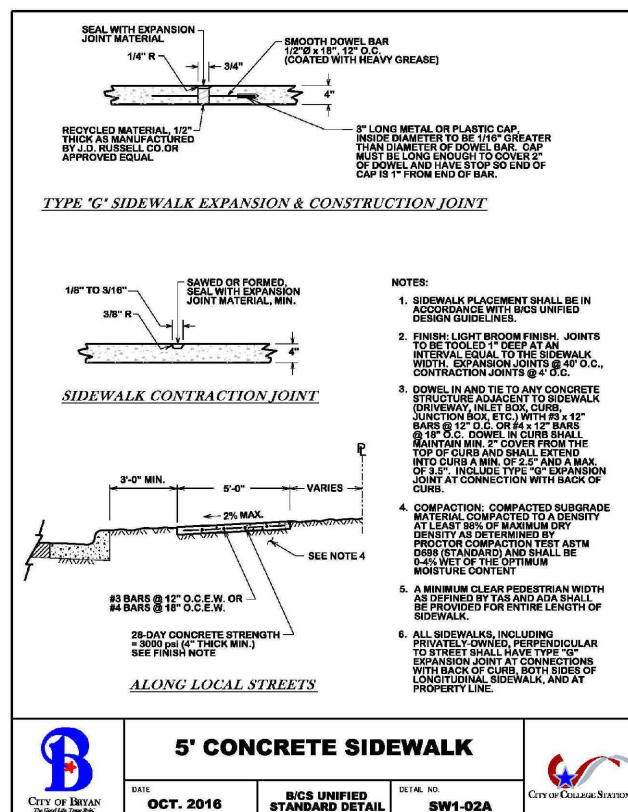 SEAL WITH EXPANSION
JOINT MATERIAL
1/4" R
3/4"
SMOOTH DOWEL BAR
1/2"Ø x 18", 12" O.C.
(COATED WITH HEAVY GREASE)
4"
RECYCLED MATERIAL, 1/2"
THICK AS MANUFACTURED
BY J.D. RUSSELL CO.OR
APPROVED EQUAL
3" LONG METAL OR PLASTIC CAP,
INSIDE DIAMETER TO BE 1/16" GREATER
THAN DIAMETER OF DOWEL BAR. CAP
MUST BE LONG ENOUGH TO COVER 2"
OF DOWEL AND HAVE STOP SO END OF
CAP IS 1" FROM END OF BAR.
TYPE "G" SIDEWALK EXPANSION & CONSTRUCTION JOINT
1/8" TO 3/16"
3/8" R
SAWED OR FORMED,
SEAL WITH EXPANSION
JOINT MATERIAL, MIN.
4"
SIDEWALK CONTRACTION JOINT
3'-0" MIN.
5'-0"
VARIES
2% MAX.
SEE NOTE 4
#3 BARS @ 12" O.C.E.W. OR
#4 BARS @ 18" O.C.E.W.
28-DAY CONCRETE STRENGTH
= 3000 psi (4" THICK MIN.)
SEE FINISH NOTE
ALONG LOCAL STREETS
NOTES:
1. SIDEWALK PLACEMENT SHALL BE IN
ACCORDANCE WITH B/CS UNIFIED
DESIGN GUIDELINES.
2. FINISH: LIGHT BROOM FINISH. JOINTS
TO BE TOOLED 1" DEEP AT AN
INTERVAL EQUAL TO THE SIDEWALK
WIDTH. EXPANSION JOINTS @ 40' O.C.,
CONTRACTION JOINTS @ 4' O.C.
3. DOWEL IN AND TIE TO ANY CONCRETE
STRUCTURE ADJACENT TO SIDEWALK
(DRIVEWAY, INLET BOX, CURB,
JUNCTION BOX, ETC.) WITH #3 x 12"
BARS @ 12" O.C. OR #4 x 12" BARS
@ 18" O.C. DOWEL IN CURB SHALL
MAINTAIN MIN. 2" COVER FROM THE
TOP OF CURB AND SHALL EXTEND
INTO CURB A MIN. OF 2.5" AND A MAX.
OF 3.5". INCLUDE TYPE "G" EXPANSION
JOINT AT CONNECTION WITH BACK OF
CURB.
4. COMPACTION: COMPACTED SUBGRADE
MATERIAL COMPACTED TO A DENSITY
AT LEAST 98% OF MAXIMUM DRY
DENSITY AS DETERMINED BY
PROCTOR COMPACTION TEST ASTM
D698 (STANDARD) AND SHALL BE
0-4% WET OF THE OPTIMUM
MOISTURE CONTENT
5. A MINIMUM CLEAR PEDESTRIAN WIDTH
AS DEFINED BY TAS AND ADA SHALL
BE PROVIDED FOR ENTIRE LENGTH OF
SIDEWALK.
6. ALL SIDEWALKS, INCLUDING
PRIVATELY-OWNED, PERPENDICULAR
TO STREET SHALL HAVE TYPE "G"
EXPANSION JOINT AT CONNECTIONS
WITH BACK OF CURB, BOTH SIDES OF
LONGITUDINAL SIDEWALK, AND AT
PROPERTY LINE.
CITY OF BRYAN
The Good Life, Texas Style.
5' CONCRETE SIDEWALK
DATE
OCT. 2016
B/CS UNIFIED
STANDARD DETAIL
DETAIL NO.
SW1-02A
CITY OF COLLEGE STATION